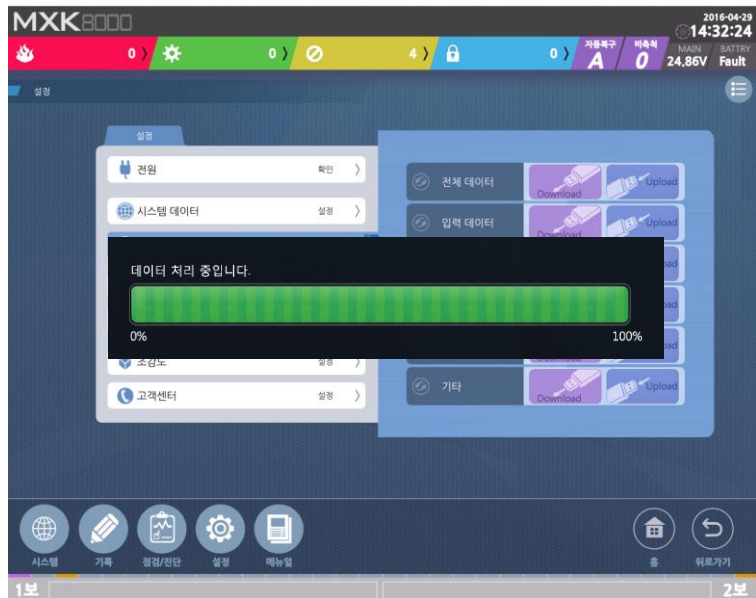 MXK8000
2016-04-29
14:32:24
0 〉 0 〉 4 〉 0 〉 자동복구 A 비축적 0 MAIN 24.86V BATTRY Fault
설정
설정
전원 확인 〉
시스템 데이터 설정 〉
전체 데이터 Download Upload
입력 데이터 Download Upload
데이터 처리 중입니다.
0% 100%
조감도 설정 〉
고객센터 설정 〉
기타 Download Upload
시스템 기록 점검/진단 설정 메뉴얼 홈 뒤로가기
1보 2보